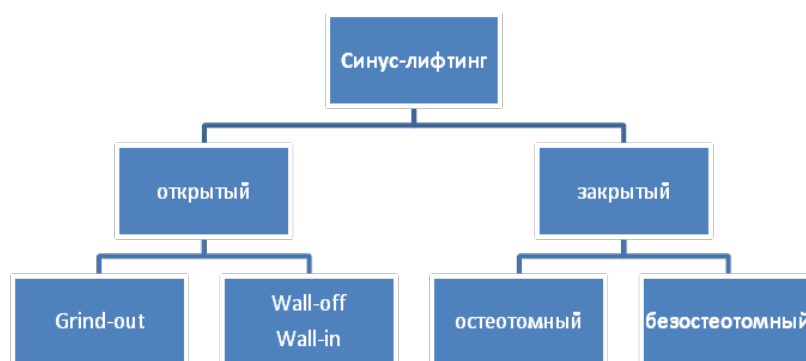 Синус-лифтинг
открытый
закрытый
Grind-out
Wall-off
Wall-in
остеотомный
безостеотомный